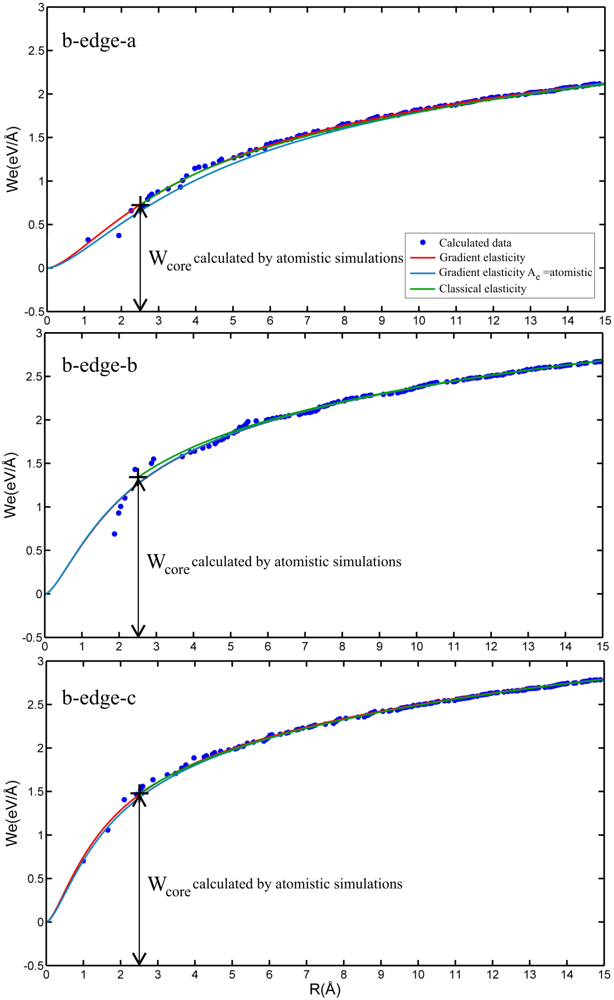 3
b-edge-a
2.5
2
1.5
We(eV/Å)
1
0.5
Calculated data
Wcore calculated by atomistic simulations
Gradient elasticity
0
Gradient elasticity Ae =atomistic
Classical elasticity
-0.5
0 1 2 3 4 5 6 7 8 9 10 11 12 13 14 15
3
b-edge-b
2.5
2
1.5
We(eV/Å)
1
0.5
Wcore calculated by atomistic simulations
0
-0.5
0 1 2 3 4 5 6 7 8 9 10 11 12 13 14 15
3
b-edge-c
2.5
2
1.5
We(eV/Å)
1
0.5
Wcore calculated by atomistic simulations
0
-0.5
0 1 2 3 4 5 6 7 8 9 10 11 12 13 14 15
R(Å)